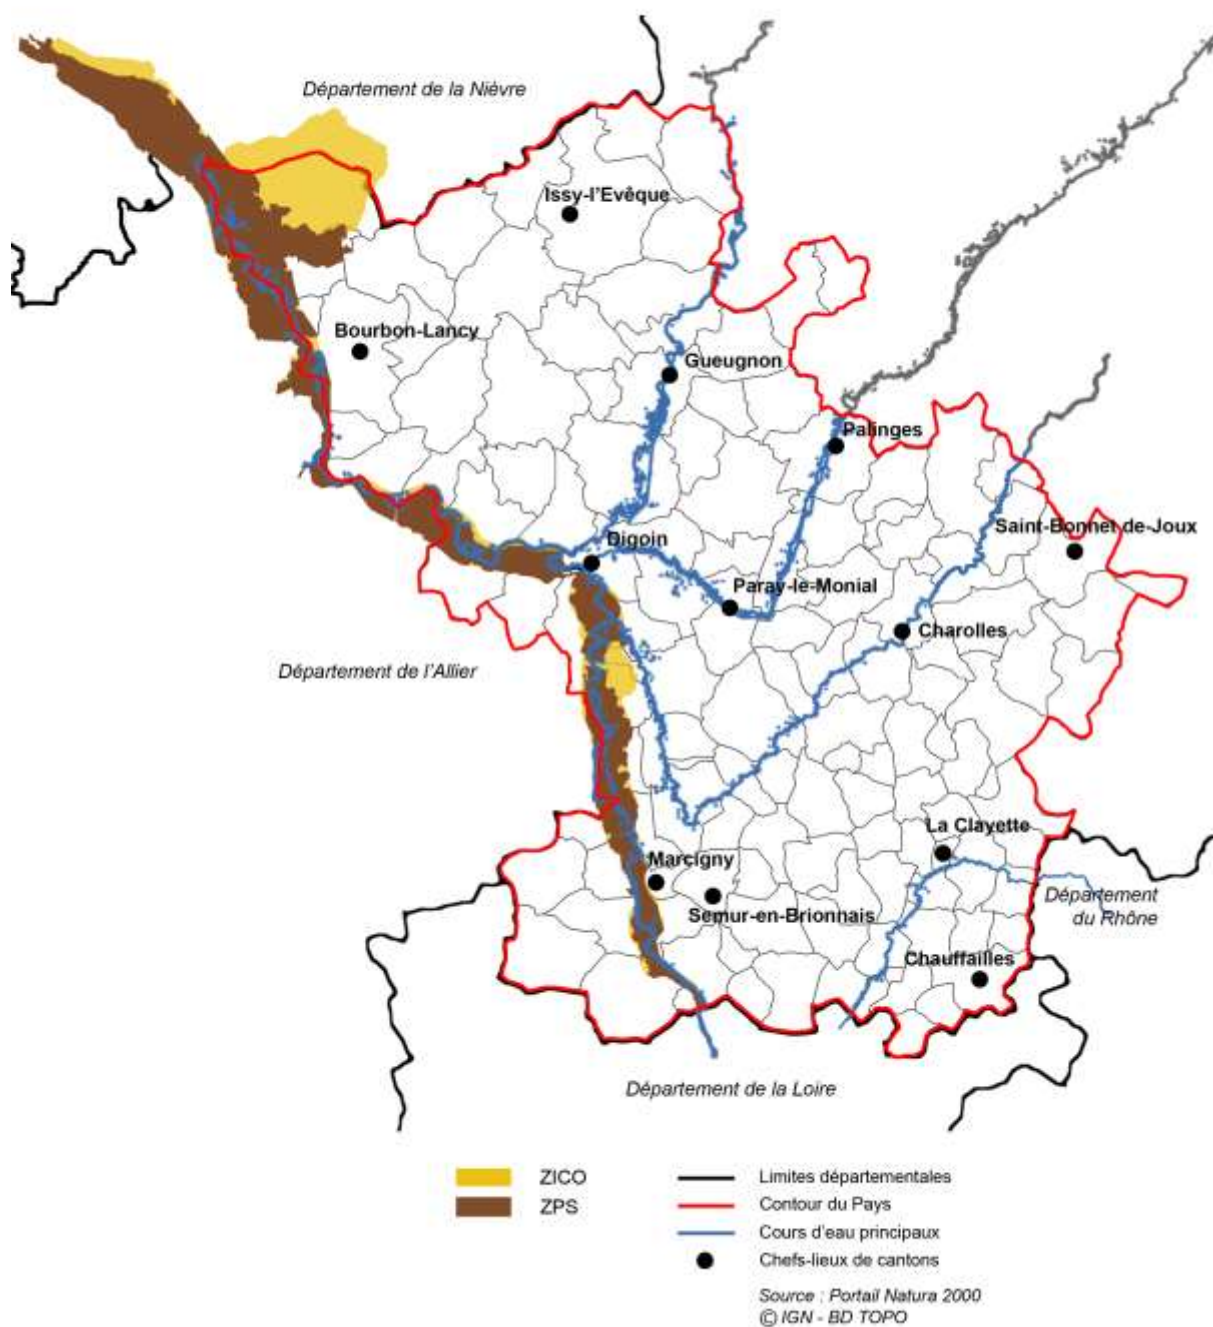 Département de la Nièvre
Issy-l'Evêque
Bourbon-Lancy
Gueugnon
Palinges
Saint-Bonnet-de-Joux
Digoin
Paray-le-Monial
Charolles
Département de l'Allier
La Clayette
Marcigny
Département
du Rhône
Semur-en-Brionnais
Chauffailles
Département de la Loire
ZICO
ZPS
Limites départementales
Contour du Pays
Cours d'eau principaux
Chefs-lieux de cantons
Source : Portail Natura 2000
© IGN - BD TOPO